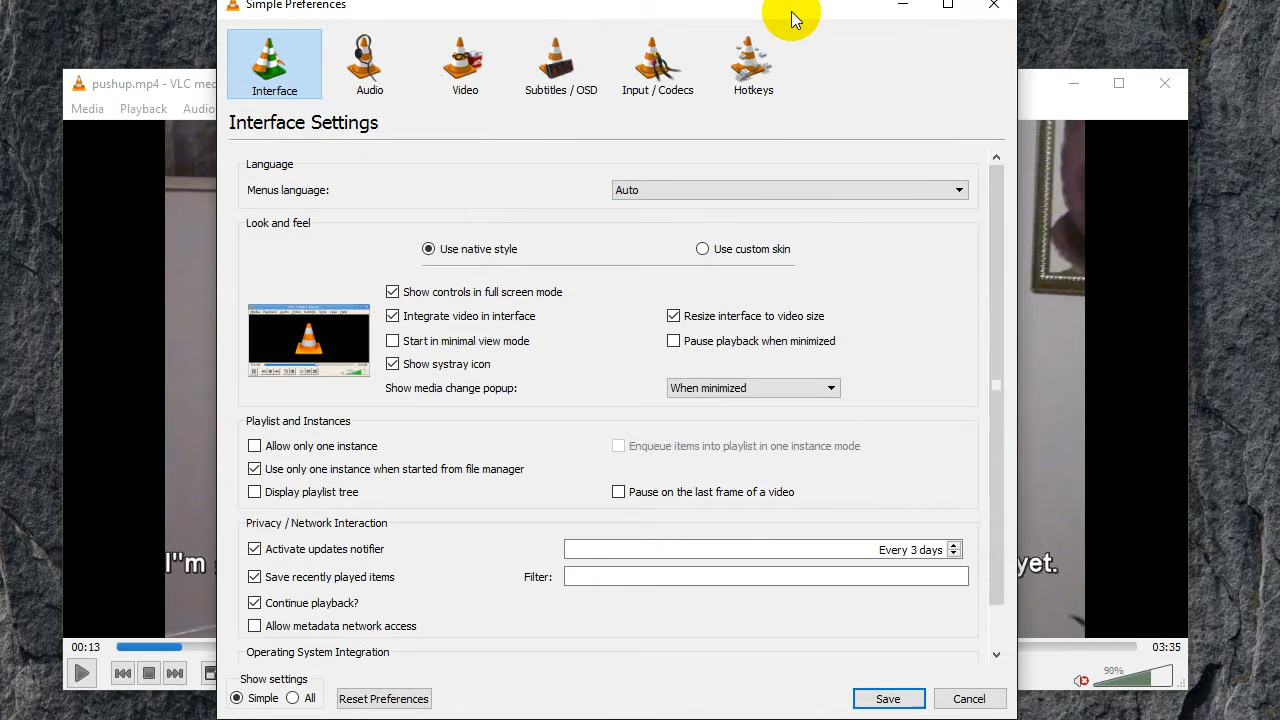 Simple Preferences
Interface
Audio
Video
Subtitles / OSD
Input / Codecs
Hotkeys
pushup.mp4 - VLC med
Media Playback Audio
Interface Settings
Language
Menus language: Auto
Look and feel
Use native style Use custom skin
Show controls in full screen mode
Integrate video in interface Resize interface to video size
Start in minimal view mode Pause playback when minimized
Show systray icon
Show media change popup: When minimized
Playlist and Instances
Allow only one instance Enqueue items into playlist in one instance mode
Use only one instance when started from file manager
Display playlist tree Pause on the last frame of a video
Privacy / Network Interaction
Activate updates notifier Every 3 days
I"m yet.
Save recently played items Filter:
Continue playback?
Allow metadata network access
00:13 03:35
Operating System Integration
90%
Show settings
Simple All Reset Preferences Save Cancel